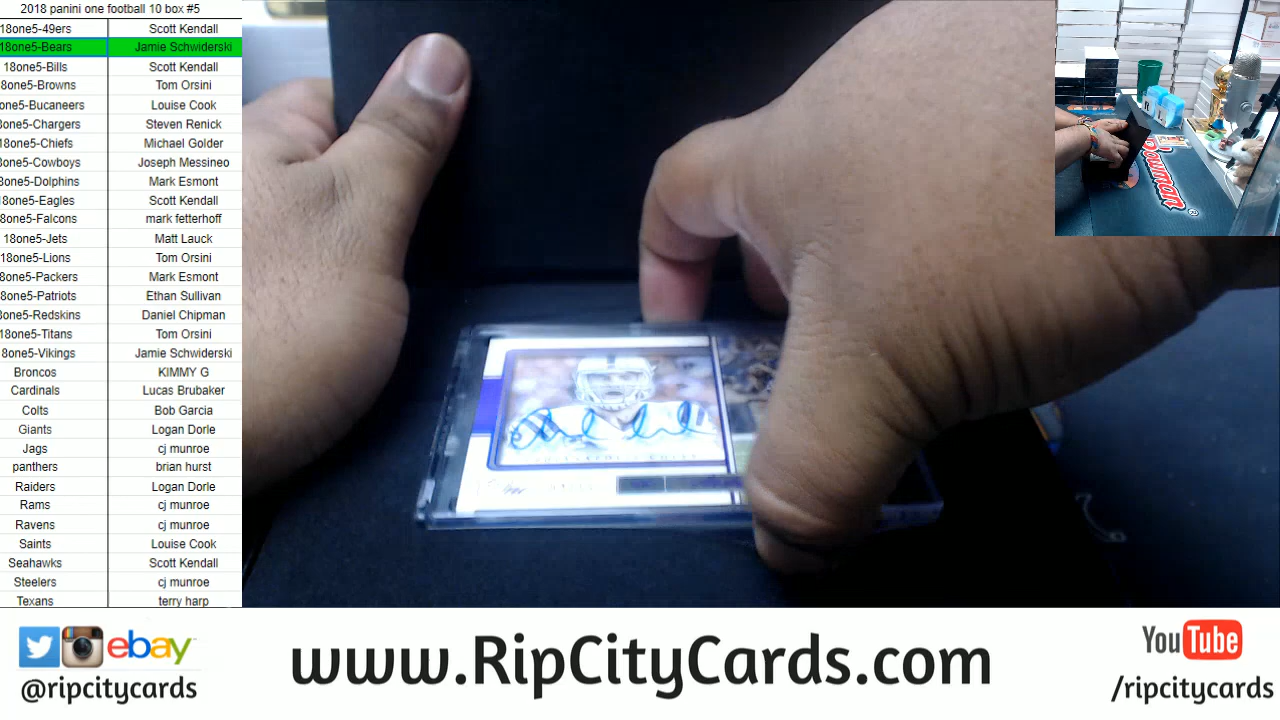 2018 panini one football 10 box #5
18one5-49ers Scott Kendall
18one5-Bears Jamie Schwiderski
18one5-Bills Scott Kendall
8one5-Browns Tom Orsini
one5-Bucaneers Louise Cook
8one5-Chargers Steven Renick
18one5-Chiefs Michael Golder
8one5-Cowboys Joseph Messineo
8one5-Dolphins Mark Esmont
18one5-Eagles Scott Kendall
8one5-Falcons mark fetterhoff
18one5-Jets Matt Lauck
18one5-Lions Tom Orsini
8one5-Packers Mark Esmont
8one5-Patriots Ethan Sullivan
8one5-Redskins Daniel Chipman
18one5-Titans Tom Orsini
8one5-Vikings Jamie Schwiderski
Broncos KIMMY G
Cardinals Lucas Brubaker
Colts Bob Garcia
Giants Logan Dorle
Jags cj munroe
panthers brian hurst
Raiders Logan Dorle
Rams cj munroe
Ravens cj munroe
Saints Louise Cook
Seahawks Scott Kendall
Steelers cj munroe
Texans terry harp
Bowman
ebay
@ripcitycards
www.RipCityCards.com
YouTube
/ripcitycards